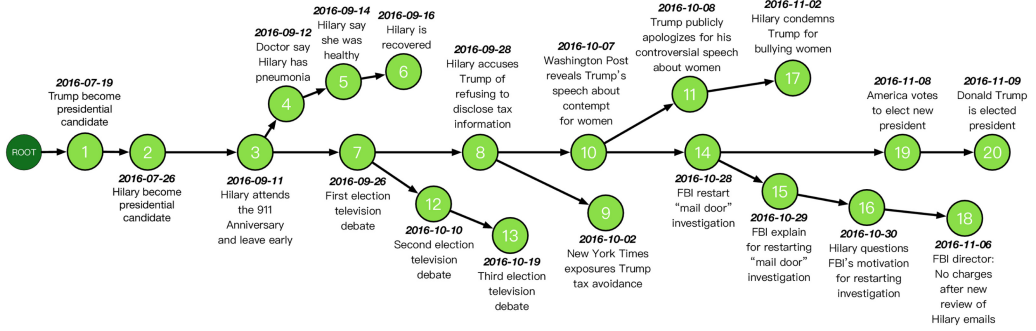 ROOT
2016-07-19
Trump become
presidential
candidate
1
2
2016-07-26
Hilary become
presidential
candidate
3
2016-09-11
Hilary attends
the 911
Anniversary
and leave early
2016-09-12
Doctor say
Hilary has
pneumonia
4
2016-09-14
Hilary say
she was
healthy
5
2016-09-16
Hilary is
recovered
6
7
2016-09-26
First election
television
debate
12
2016-10-10
Second election
television
debate
13
2016-10-19
Third election
television
debate
2016-09-28
Hilary accuses
Trump of
refusing to
disclose tax
information
8
9
2016-10-02
New York Times
exposures Trump
tax avoidance
2016-10-07
Washington Post
reveals Trump's
speech about
contempt
for women
10
2016-10-08
Trump publicly
apologizes for his
controversial speech
about women
11
2016-11-02
Hilary condemns
Trump for
bullying women
17
14
2016-10-28
FBI restart
“mail door”
investigation
15
2016-10-29
FBI explain
for restarting
“mail door”
investigation
16
2016-10-30
Hilary questions
FBI's motivation
for restarting
investigation
18
2016-11-06
FBI director:
No charges
after new
review of
Hilary emails
2016-11-08
America votes
to elect new
president
19
2016-11-09
Donald Trump
is elected
president
20